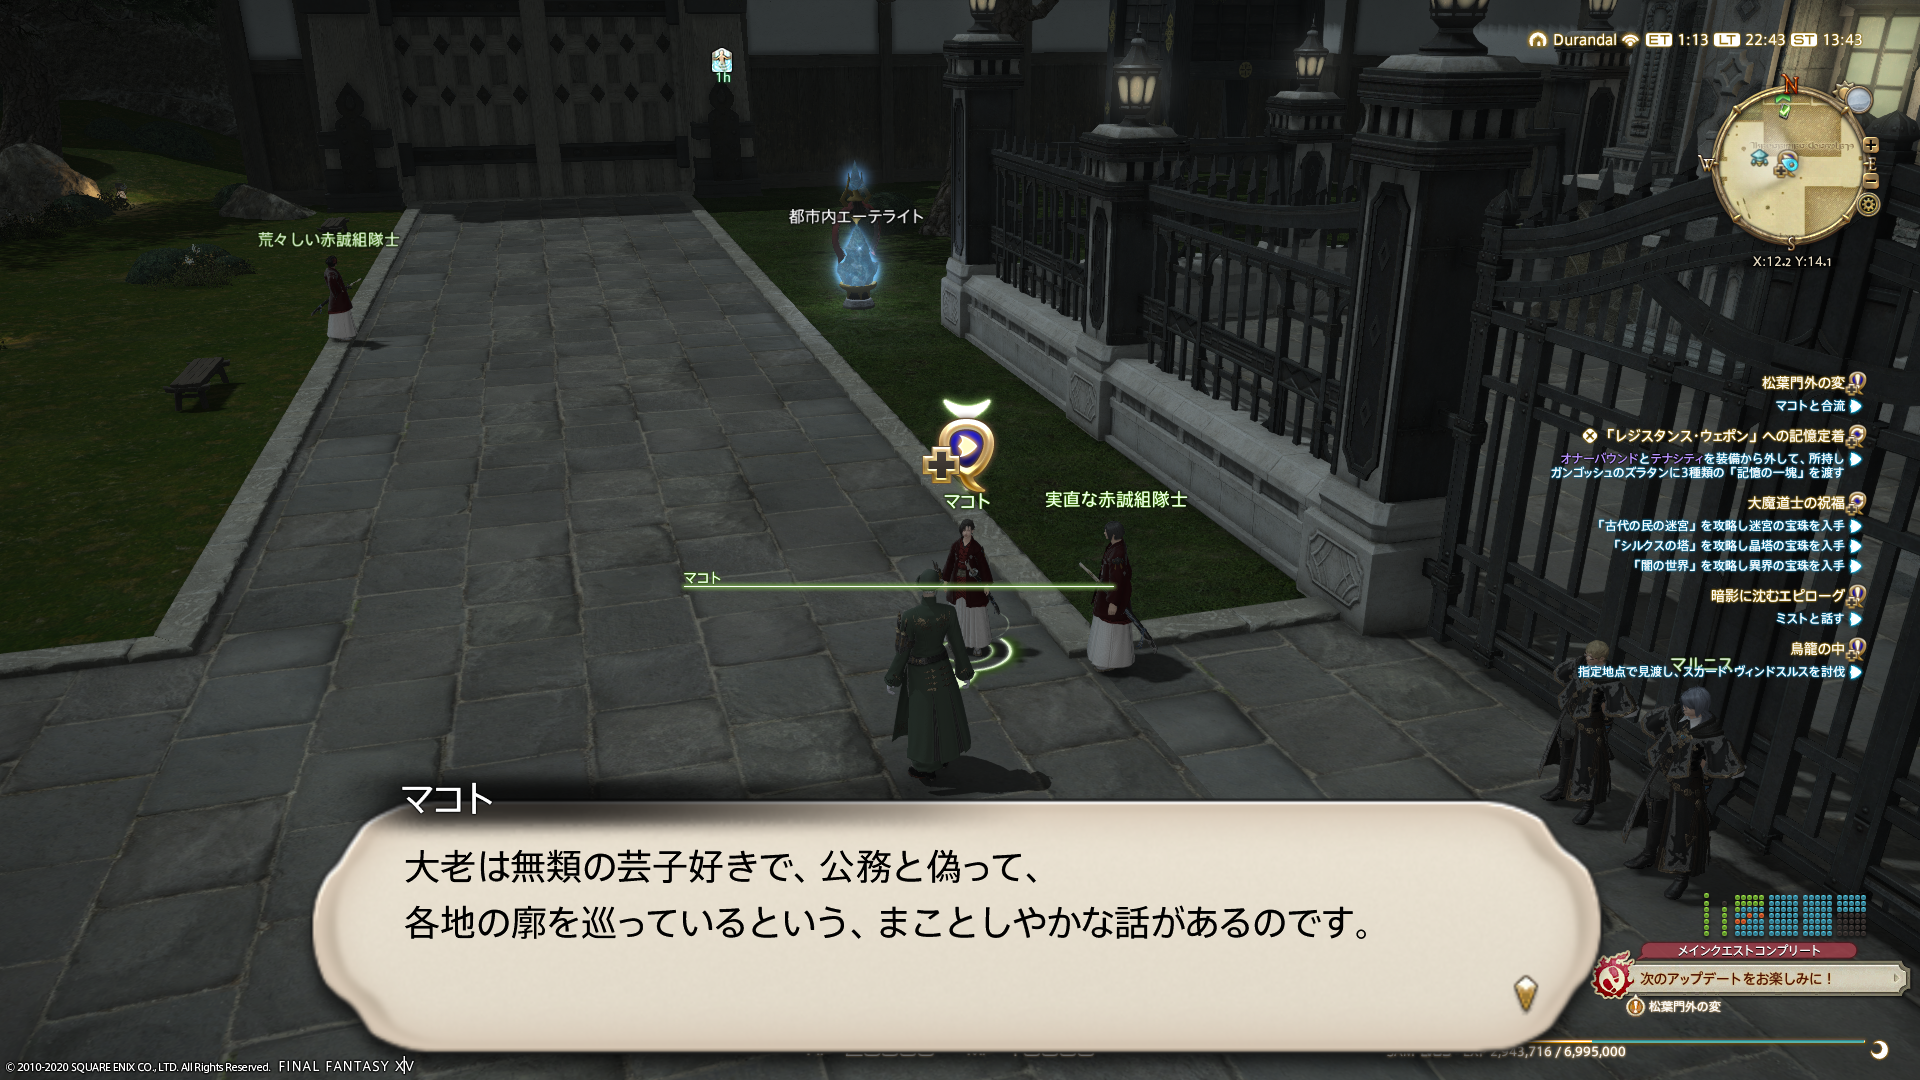 1h
Durandal ET 1:13 LT 22:43 ST 13:43
N
W
E
S
X:12.2 Y:14.1
都市内エーテライト
荒々しい赤誠組隊士
マコト
実直な赤誠組隊士
マコト
松葉門外の変
マコトと合流
「レジスタンス・ウェポン」への記憶定着
オナーバウンドとテナシティを装備から外して、所持し
ガンゴッシュのズラタンに3種類の「記憶の一塊」を渡す
大魔道士の祝福
「古代の民の迷宮」を攻略し迷宮の宝珠を入手
「シルクスの塔」を攻略し晶塔の宝珠を入手
「闇の世界」を攻略し異界の宝珠を入手
暗影に沈むエピローグ
ミストと話す
烏龍の中
マルニス
指定地点で見渡し、スカード・ヴィンドスルスを討伐
マコト
大老は無類の芸子好きで、公務と偽って、
各地の廓を巡っているという、まことしやかな話があるのです。
メインクエストコンプリート
次のアップデートをお楽しみに！
松葉門外の変
2,943,716 / 6,995,000
© 2010-2020 SQUARE ENIX CO., LTD. All Rights Reserved. FINAL FANTASY XIV